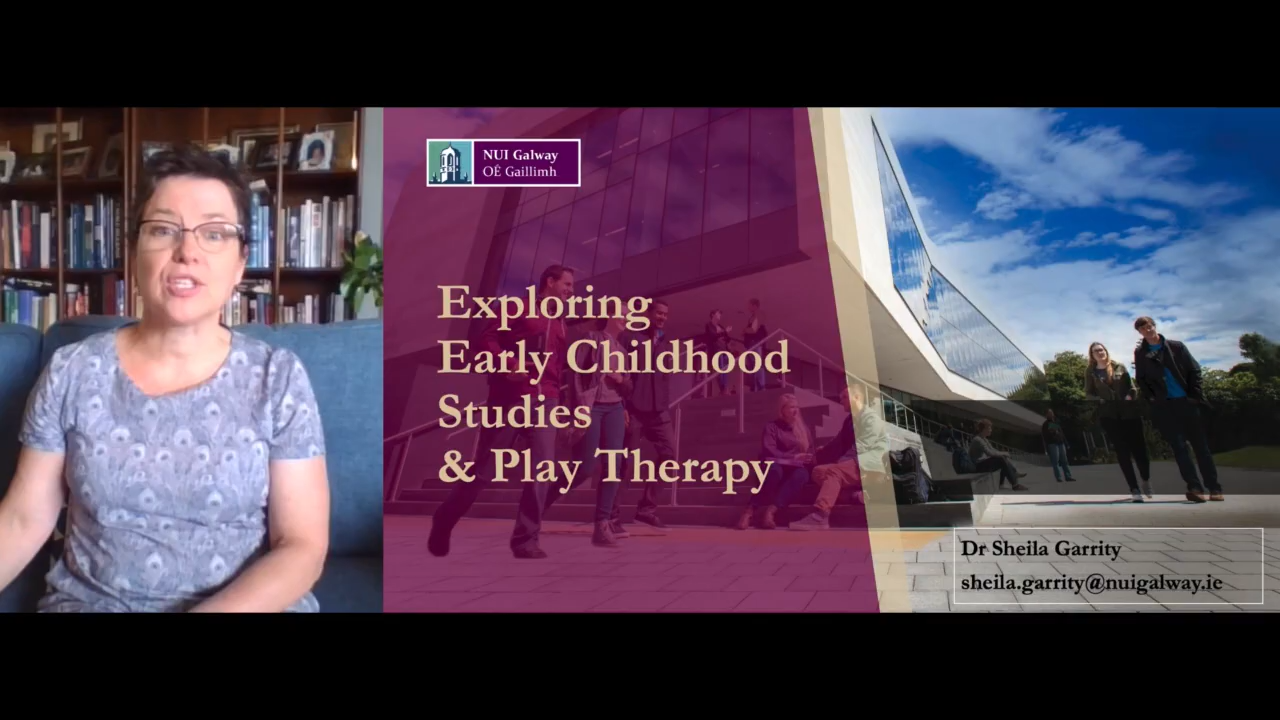 NUI Galway
OÉ Gaillimh
Exploring
Early Childhood
Studies
& Play Therapy
Dr Sheila Garrity
sheila.garrity@nuigalway.ie